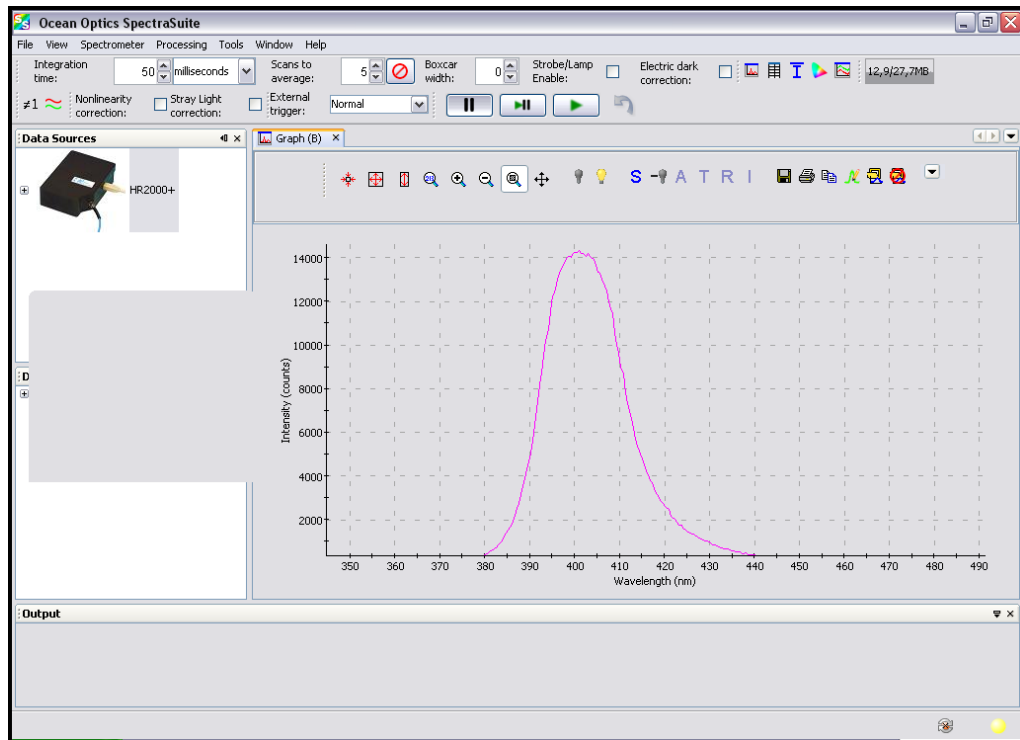 Ocean Optics SpectraSuite
File View Spectrometer Processing Tools Window Help
Integration time: 50 milliseconds Scans to average: 5 Boxcar width: 0 Strobe/Lamp Enable: Electric dark correction: 12,9/27,7MB
≠1 Nonlinearity correction: Stray Light correction: External trigger: Normal
Data Sources
Graph (B)
HR2000+
S A T R I
14000
12000
10000
8000
6000
4000
2000
Intensity (counts)
350 360 370 380 390 400 410 420 430 440 450 460 470 480 490
Wavelength (nm)
D
Output